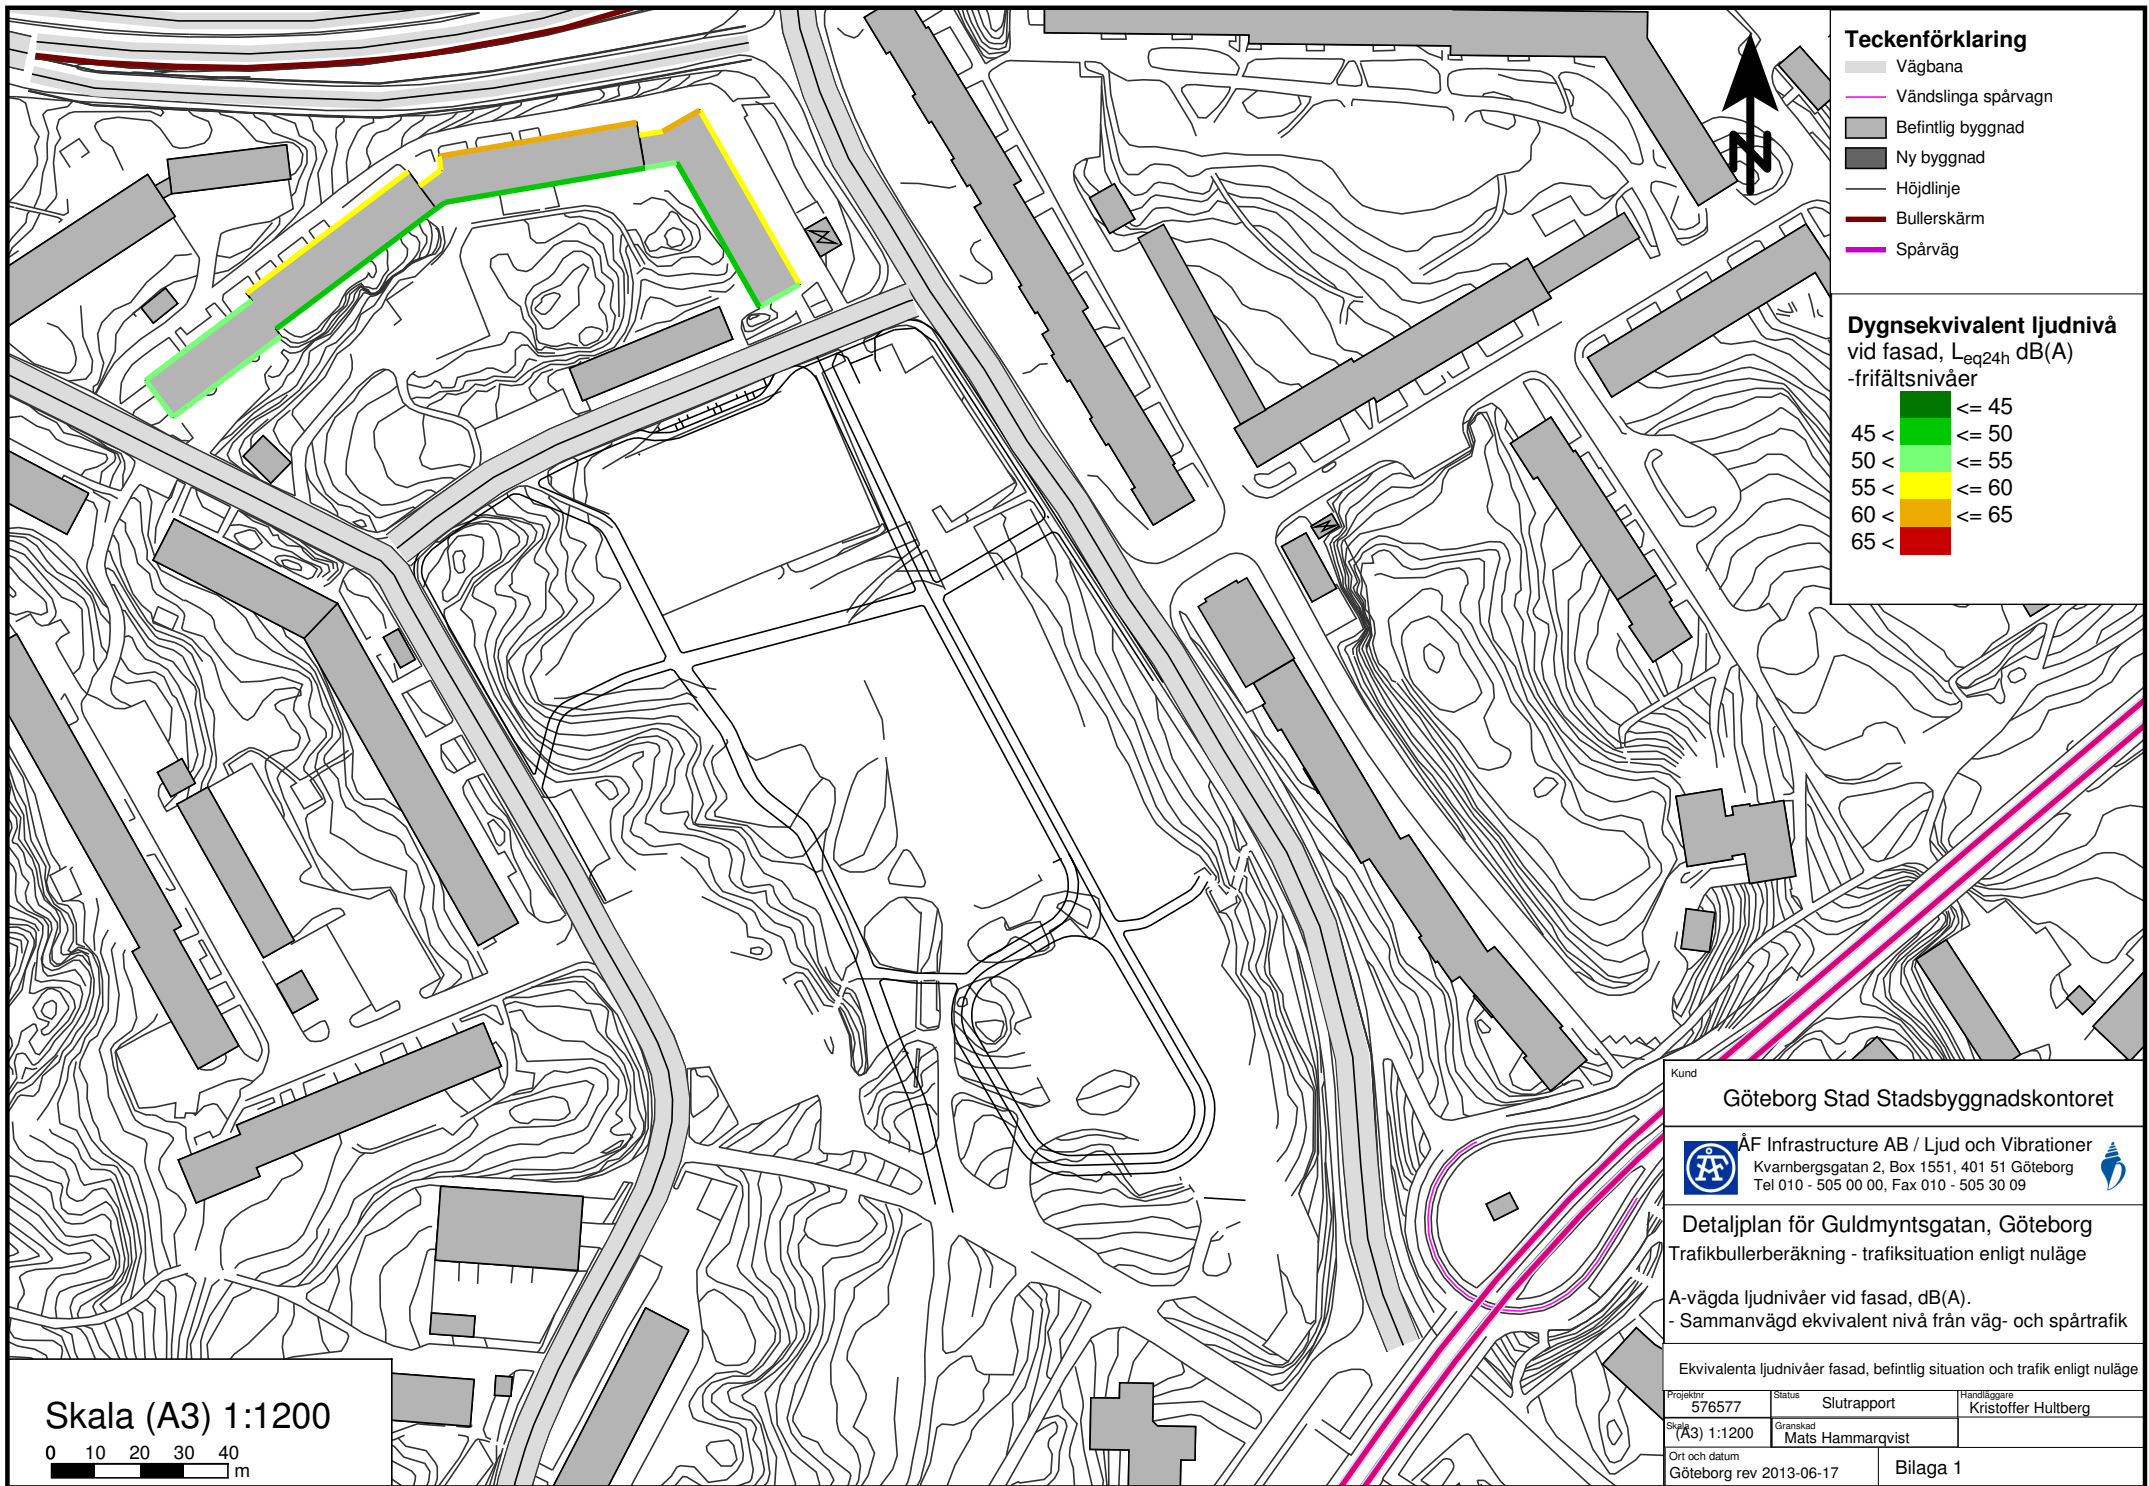 Teckenförklaring
Vägbana
Vändslinga spårvagn
Befintlig byggnad
Ny byggnad
Höjdlinje
Bullerskärm
Spårväg
N
Dygnsekvivalent ljudnivå
vid fasad, Leq24h dB(A)
-frifältsnivåer
<= 45
45 < <= 50
50 < <= 55
55 < <= 60
60 < <= 65
65 <
Kund
Göteborg Stad Stadsbyggnadskontoret
ÅF
ÅF Infrastructure AB / Ljud och Vibrationer
Kvarnbergsgatan 2, Box 1551, 401 51 Göteborg
Tel 010 - 505 00 00, Fax 010 - 505 30 09
Detaljplan för Guldmyntsgatan, Göteborg
Trafikbullerberäkning - trafiksituation enligt nuläge
A-vägda ljudnivåer vid fasad, dB(A).
- Sammanvägd ekvivalent nivå från väg- och spårtrafik
Ekvivalenta ljudnivåer fasad, befintlig situation och trafik enligt nuläge
Projektnr
576577
Status
Slutrapport
Handläggare
Kristoffer Hultberg
Skala
(A3) 1:1200
Granskad
Mats Hammarqvist
Ort och datum
Göteborg rev 2013-06-17
Bilaga 1
Skala (A3) 1:1200
0 10 20 30 40
m